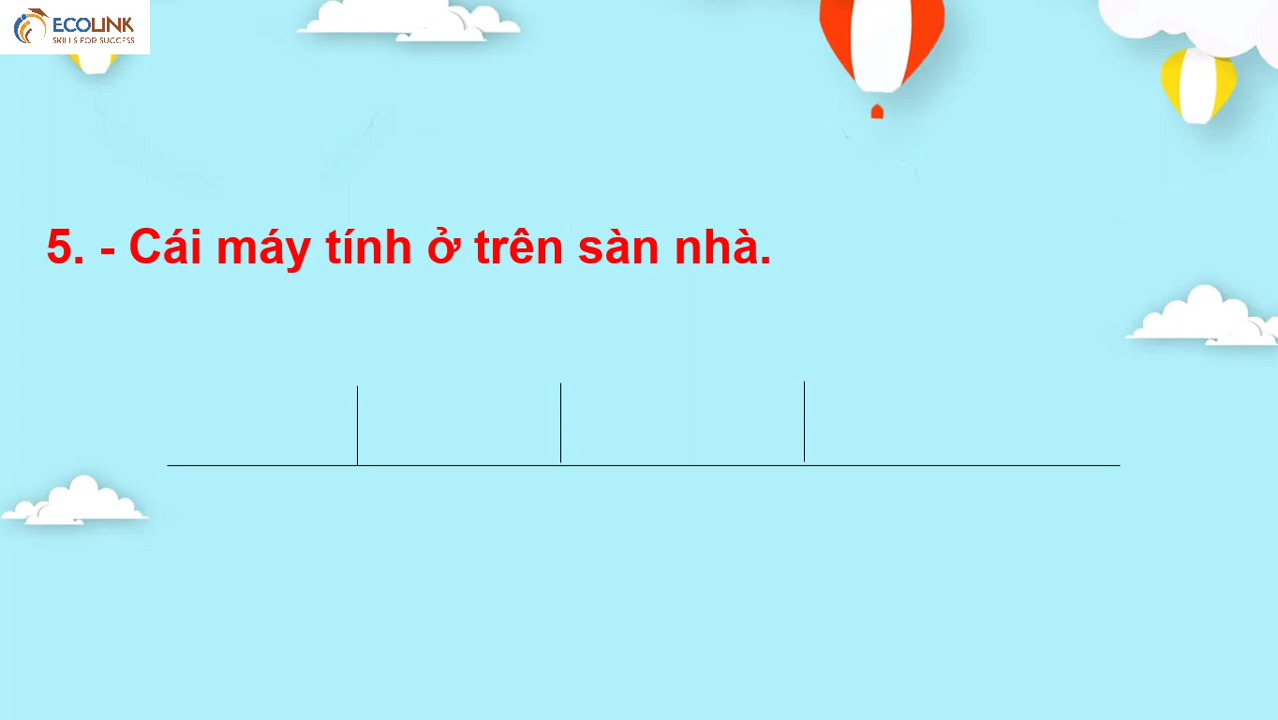 ECOLINK
SKILLS FOR SUCCESS
5. - Cái máy tính ở trên sàn nhà.